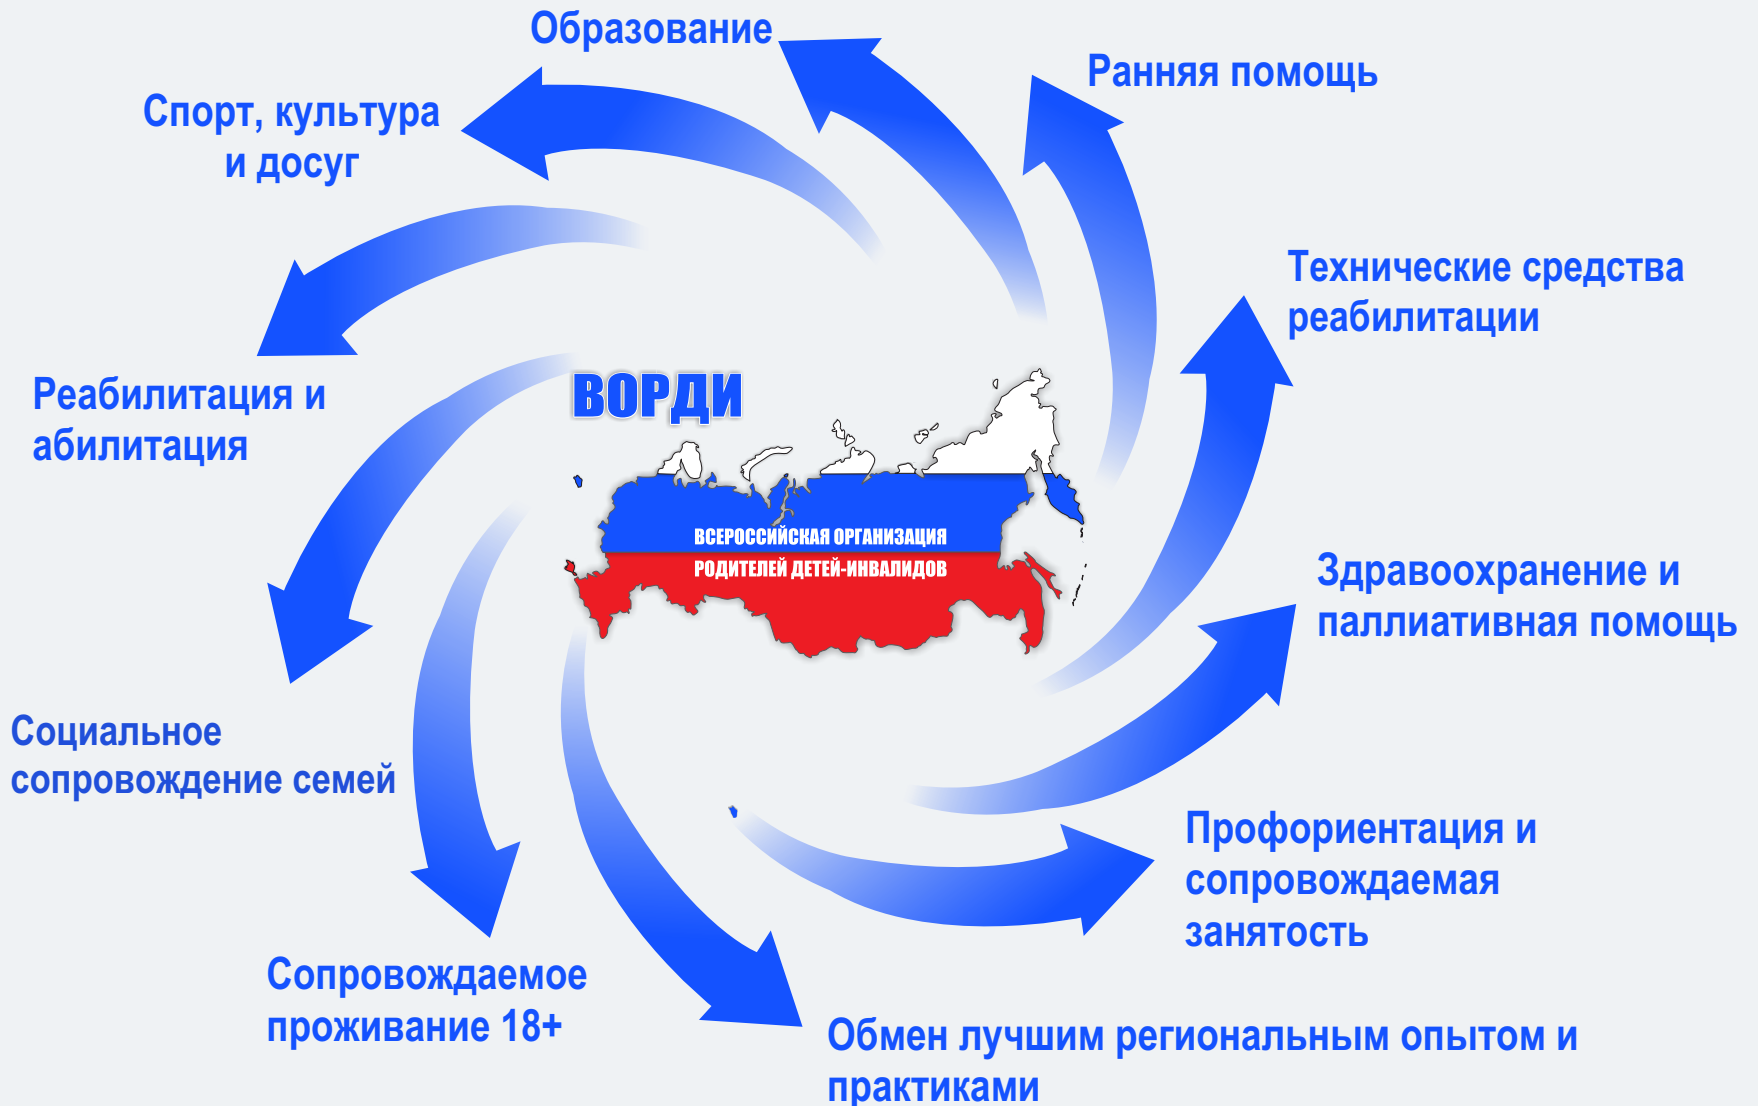 Образование
Ранняя помощь
Спорт, культура
и досуг
Технические средства
реабилитации
Реабилитация и
абилитация
ВОРДИ
ВСЕРОССИЙСКАЯ ОРГАНИЗАЦИЯ
РОДИТЕЛЕЙ ДЕТЕЙ-ИНВАЛИДОВ
Здравоохранение и
паллиативная помощь
Социальное
сопровождение семей
Профориентация и
сопровождаемая
занятость
Сопровождаемое
проживание 18+
Обмен лучшим региональным опытом и
практиками